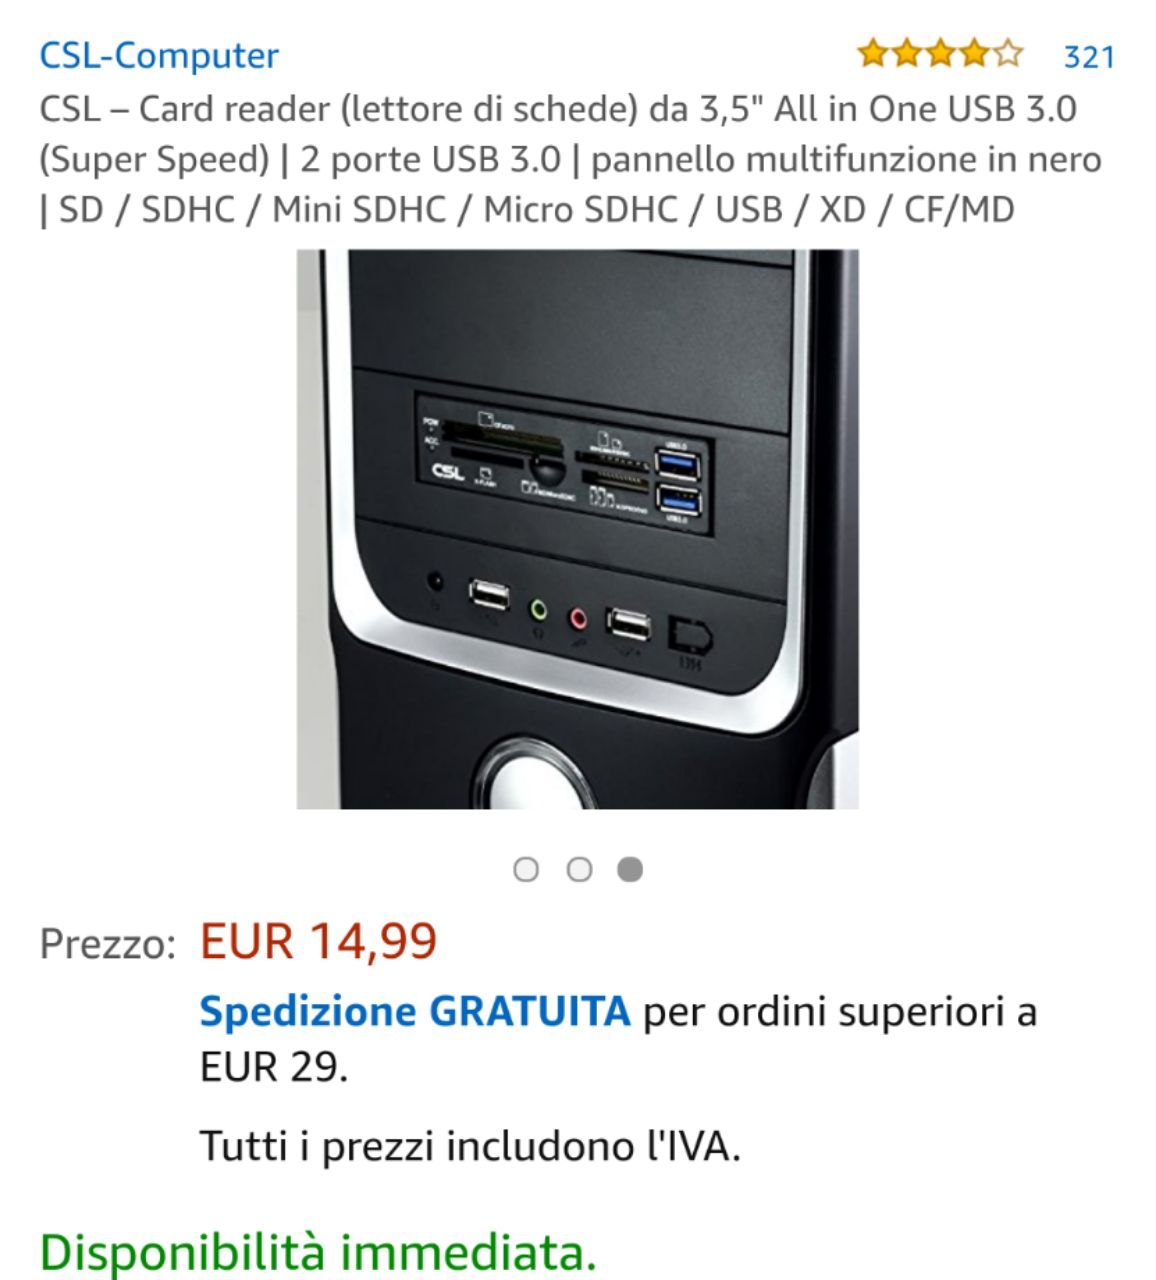 CSL-Computer
321
CSL – Card reader (lettore di schede) da 3,5" All in One USB 3.0
(Super Speed) | 2 porte USB 3.0 | pannello multifunzione in nero
| SD / SDHC / Mini SDHC / Micro SDHC / USB / XD / CF/MD
CSL
Prezzo: EUR 14,99
Spedizione GRATUITA per ordini superiori a
EUR 29.
Tutti i prezzi includono l'IVA.
Disponibilità immediata.